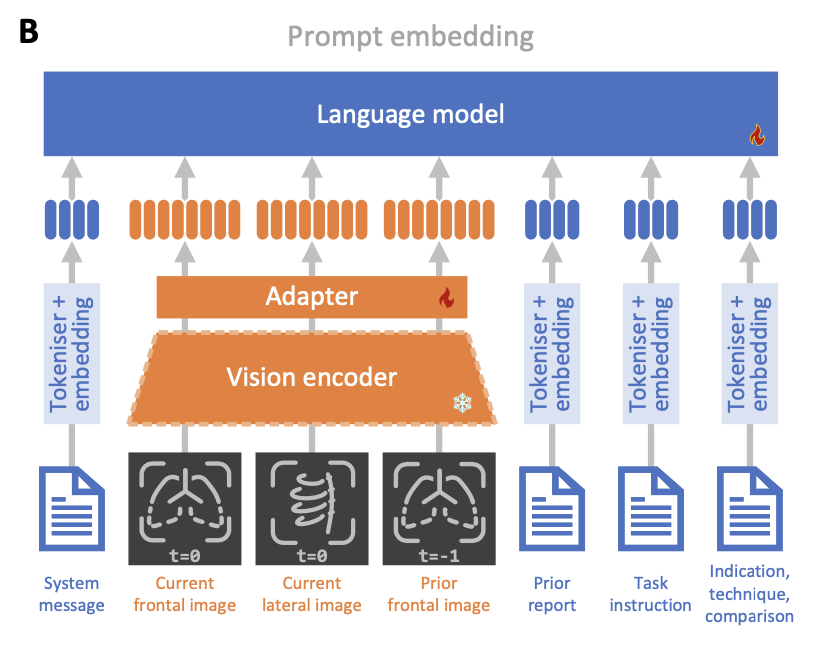 B
Prompt embedding
Language model
Tokeniser +
embedding
Adapter
Vision encoder
Tokeniser +
embedding
Tokeniser +
embedding
Tokeniser +
embedding
t=0
t=0
t=-1
System
message
Current
frontal image
Current
lateral image
Prior
frontal image
Prior
report
Task
instruction
Indication,
technique,
comparison